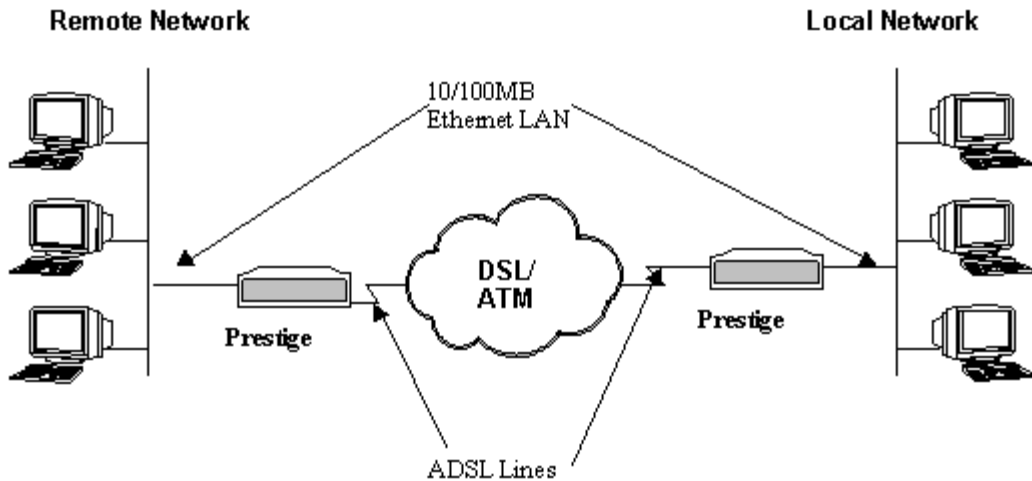 Remote Network
Local Network
10/100MB
Ethernet LAN
DSL/
ATM
Prestige
Prestige
ADSL Lines